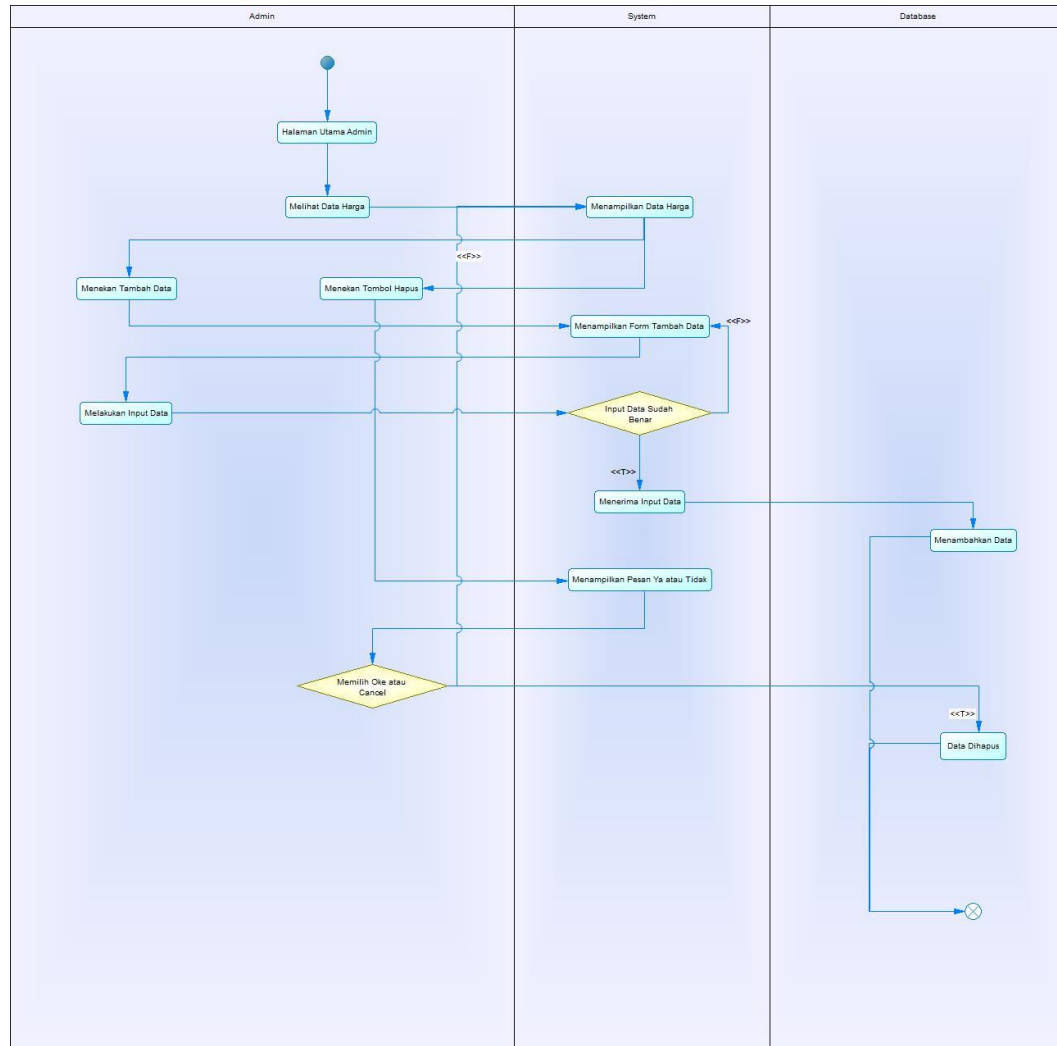 Admin
System
Database
Halaman Utama Admin
Melihat Data Harga
Menampilkan Data Harga
<<F>>
Menekan Tambah Data
Menekan Tombol Hapus
Menampilkan Form Tambah Data
<<F>>
Melakukan Input Data
Input Data Sudah
Benar
<<T>>
Menerima Input Data
Menambahkan Data
Menampilkan Pesan Ya atau Tidak
Memilih Oke atau
Cancel
<<T>>
Data Dihapus